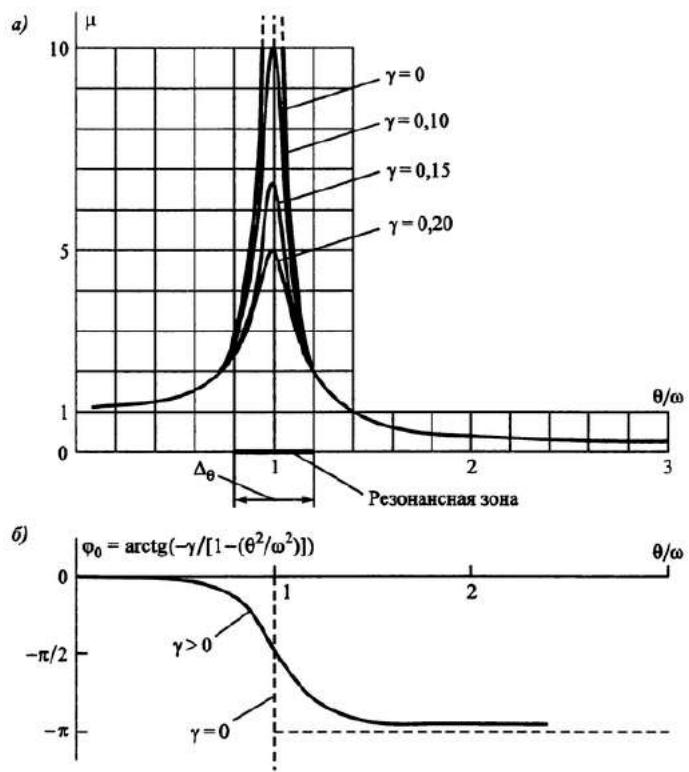 а)
μ
10
γ = 0
γ = 0,10
γ = 0,15
γ = 0,20
5
1
θ/ω
0
1
2
3
Δθ
Резонансная зона
б)
φ₀ = arctg(−γ/[1−(θ²/ω²)])
θ/ω
0
1
2
−π/2
γ > 0
γ = 0
−π